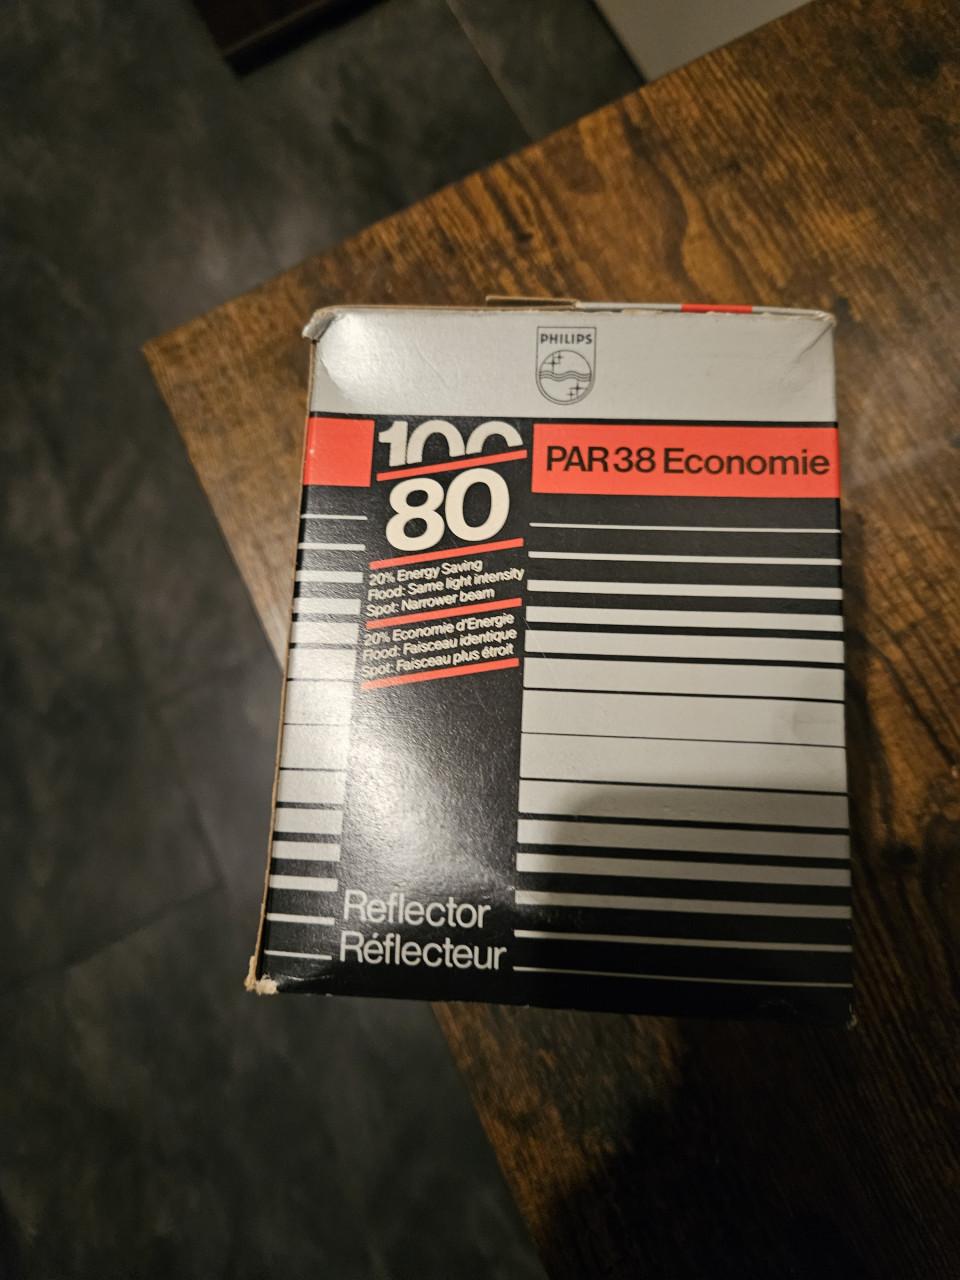 PHILIPS
100
80
PAR 38 Economie
20% Energy Saving
Flood: Same light intensity
Spot: Narrower beam
20% Economie d'Energie
Flood: Faisceau identique
Spot: Faisceau plus étroit
Reflector
Réflecteur